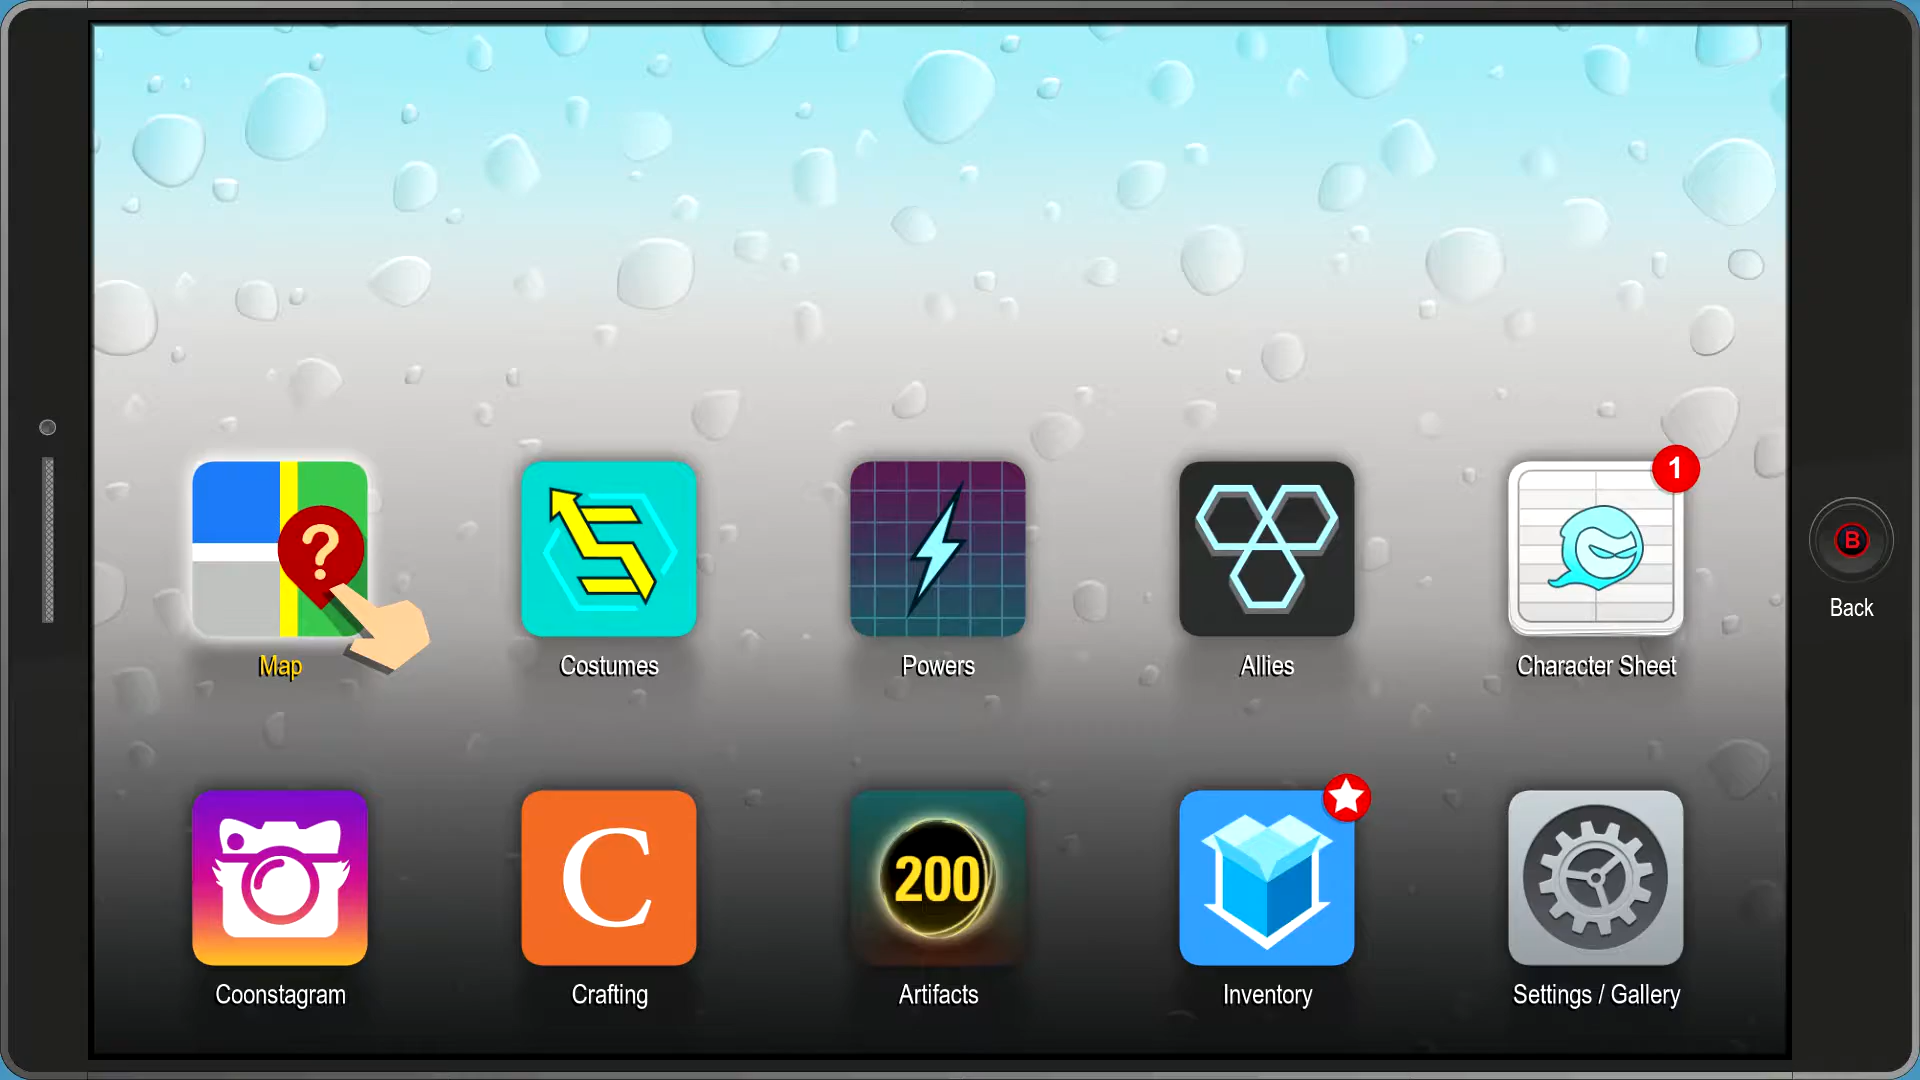 ?
1
Map
Costumes
Powers
Allies
Character Sheet
B
Back
C
200
Coonstagram
Crafting
Artifacts
Inventory
Settings / Gallery